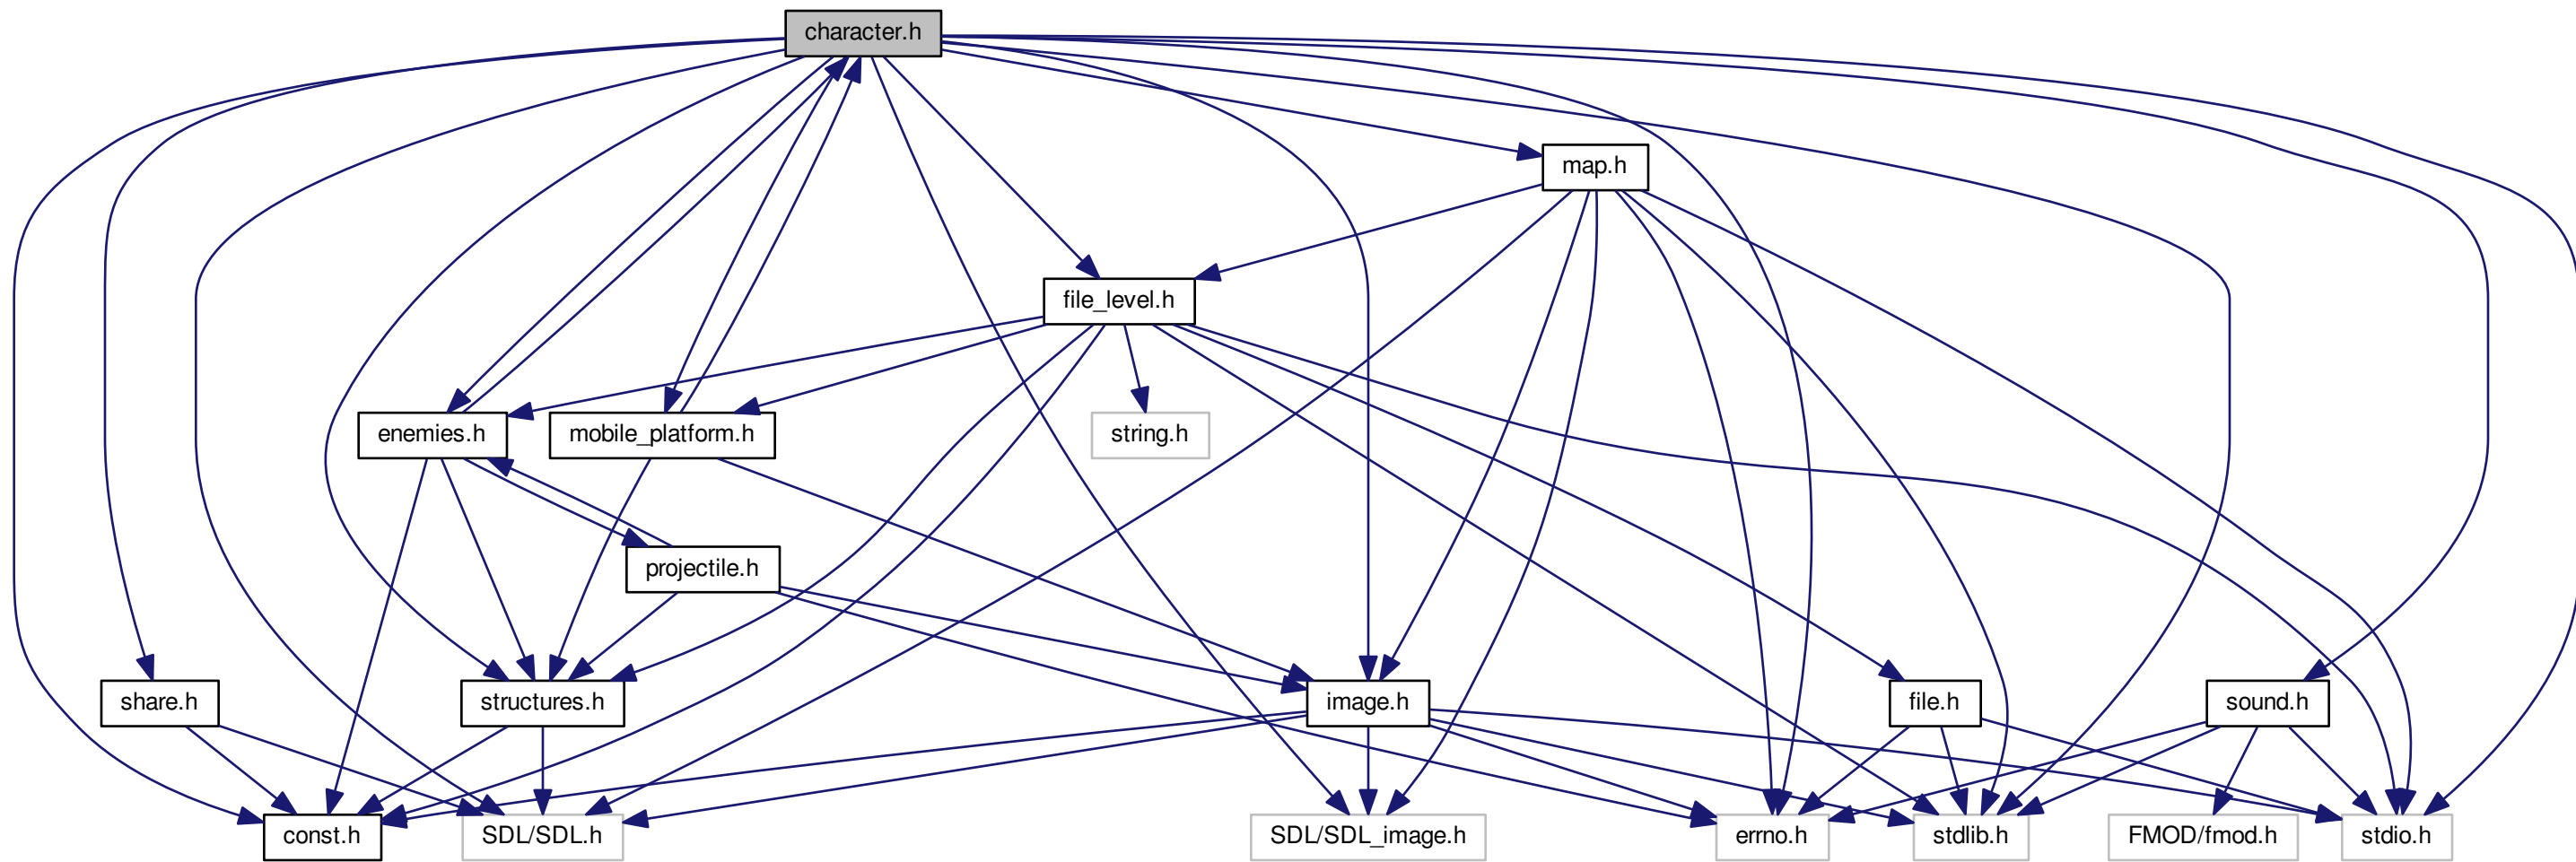 character.h
map.h
file_level.h
enemies.h
mobile_platform.h
string.h
projectile.h
share.h
structures.h
image.h
file.h
sound.h
const.h
SDL/SDL.h
SDL/SDL_image.h
errno.h
stdlib.h
FMOD/fmod.h
stdio.h